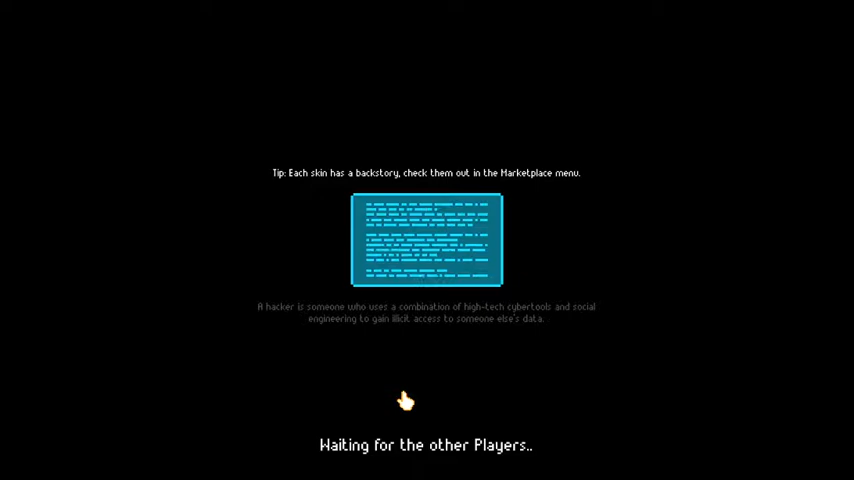 Tip: Each skin has a backstory, check them out in the Marketplace menu.
A hacker is someone who uses a combination of high-tech cybertools and social
engineering to gain illicit access to someone else's data.
Waiting for the other Players..